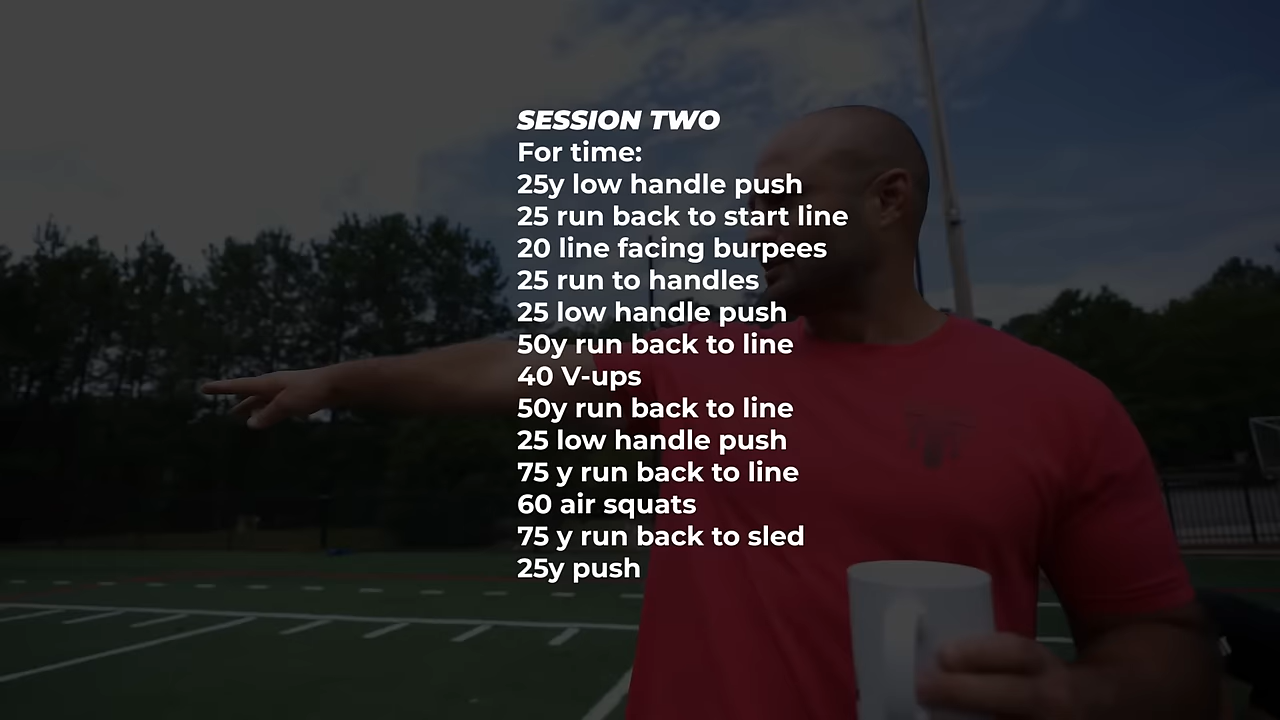 SESSION TWO
For time:
25y low handle push
25 run back to start line
20 line facing burpees
25 run to handles
25 low handle push
50y run back to line
40 V-ups
50y run back to line
25 low handle push
75 y run back to line
60 air squats
75 y run back to sled
25y push